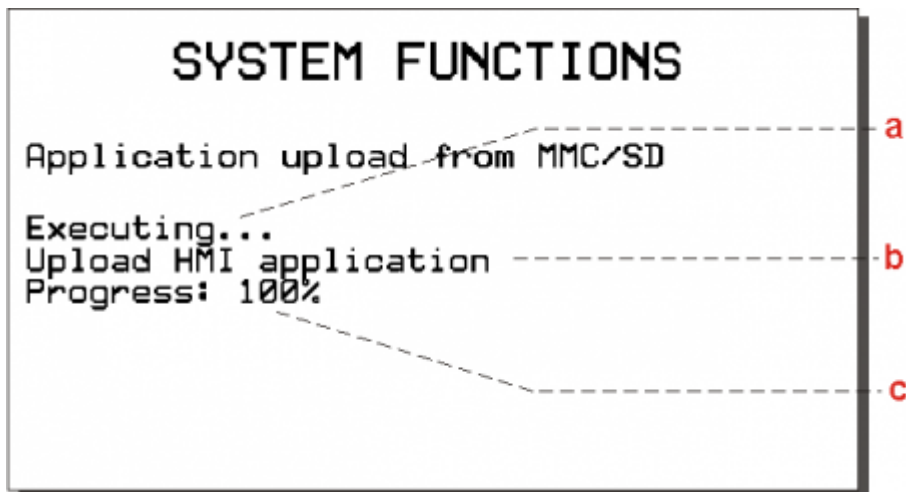 SYSTEM FUNCTIONS
a
Application upload from MMC/SD
Executing...
Upload HMI application
b
Progress: 100%
c